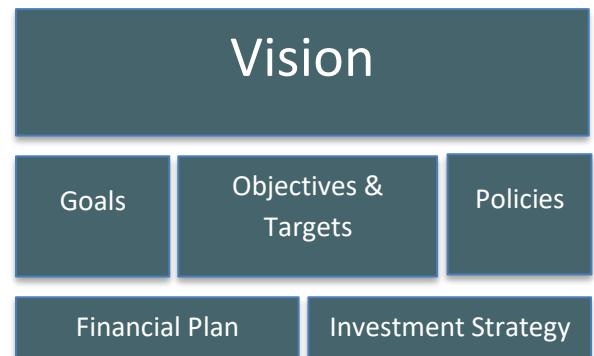 Vision
Goals
Objectives &
Targets
Policies
Financial Plan
Investment Strategy